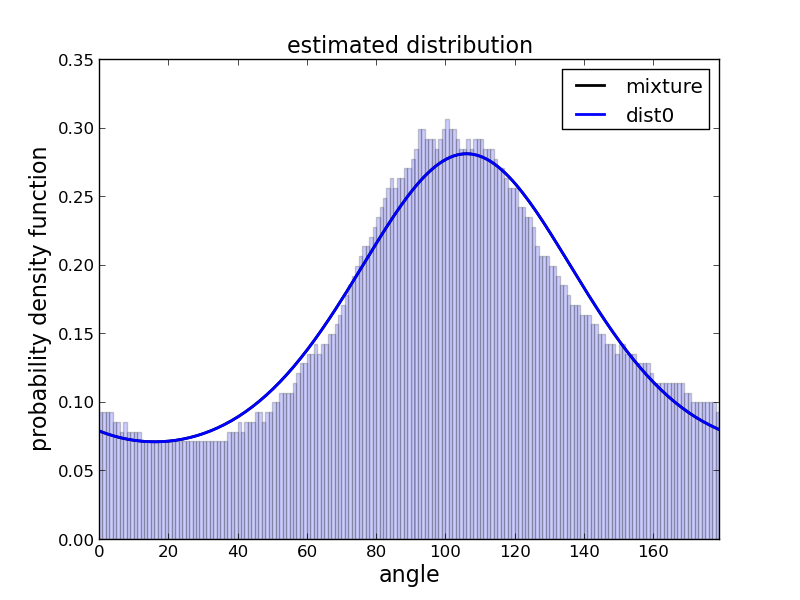 estimated distribution
mixture
dist0
probability density function
0.35
0.30
0.25
0.20
0.15
0.10
0.05
0.00
0 20 40 60 80 100 120 140 160
angle